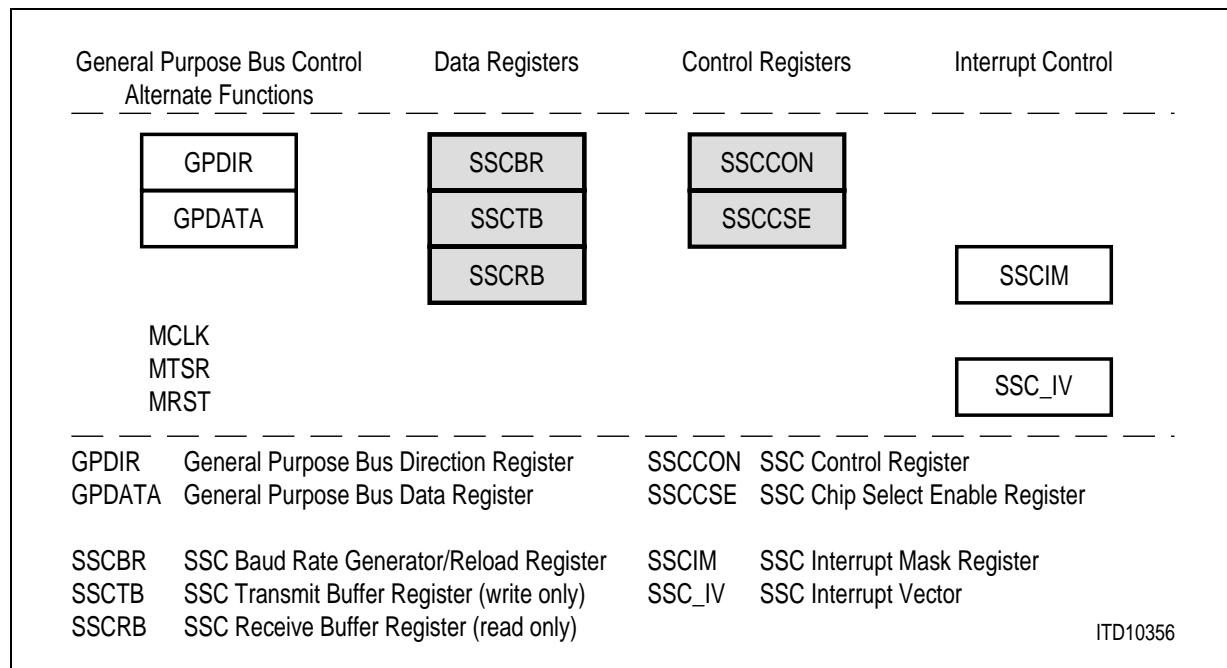 General Purpose Bus Control Alternate Functions
Data Registers
Control Registers
Interrupt Control
GPDIR
SSCBR
SSCCON
GPDATA
SSCTB
SSCCSE
SSCRB
SSCIM
MCLK
MTSR
MRST
SSC_IV
GPDIR General Purpose Bus Direction Register
SSCCON SSC Control Register
GPDATA General Purpose Bus Data Register
SSCCSE SSC Chip Select Enable Register
SSCBR SSC Baud Rate Generator/Reload Register
SSCIM SSC Interrupt Mask Register
SSCTB SSC Transmit Buffer Register (write only)
SSC_IV SSC Interrupt Vector
SSCRB SSC Receive Buffer Register (read only)
ITD10356